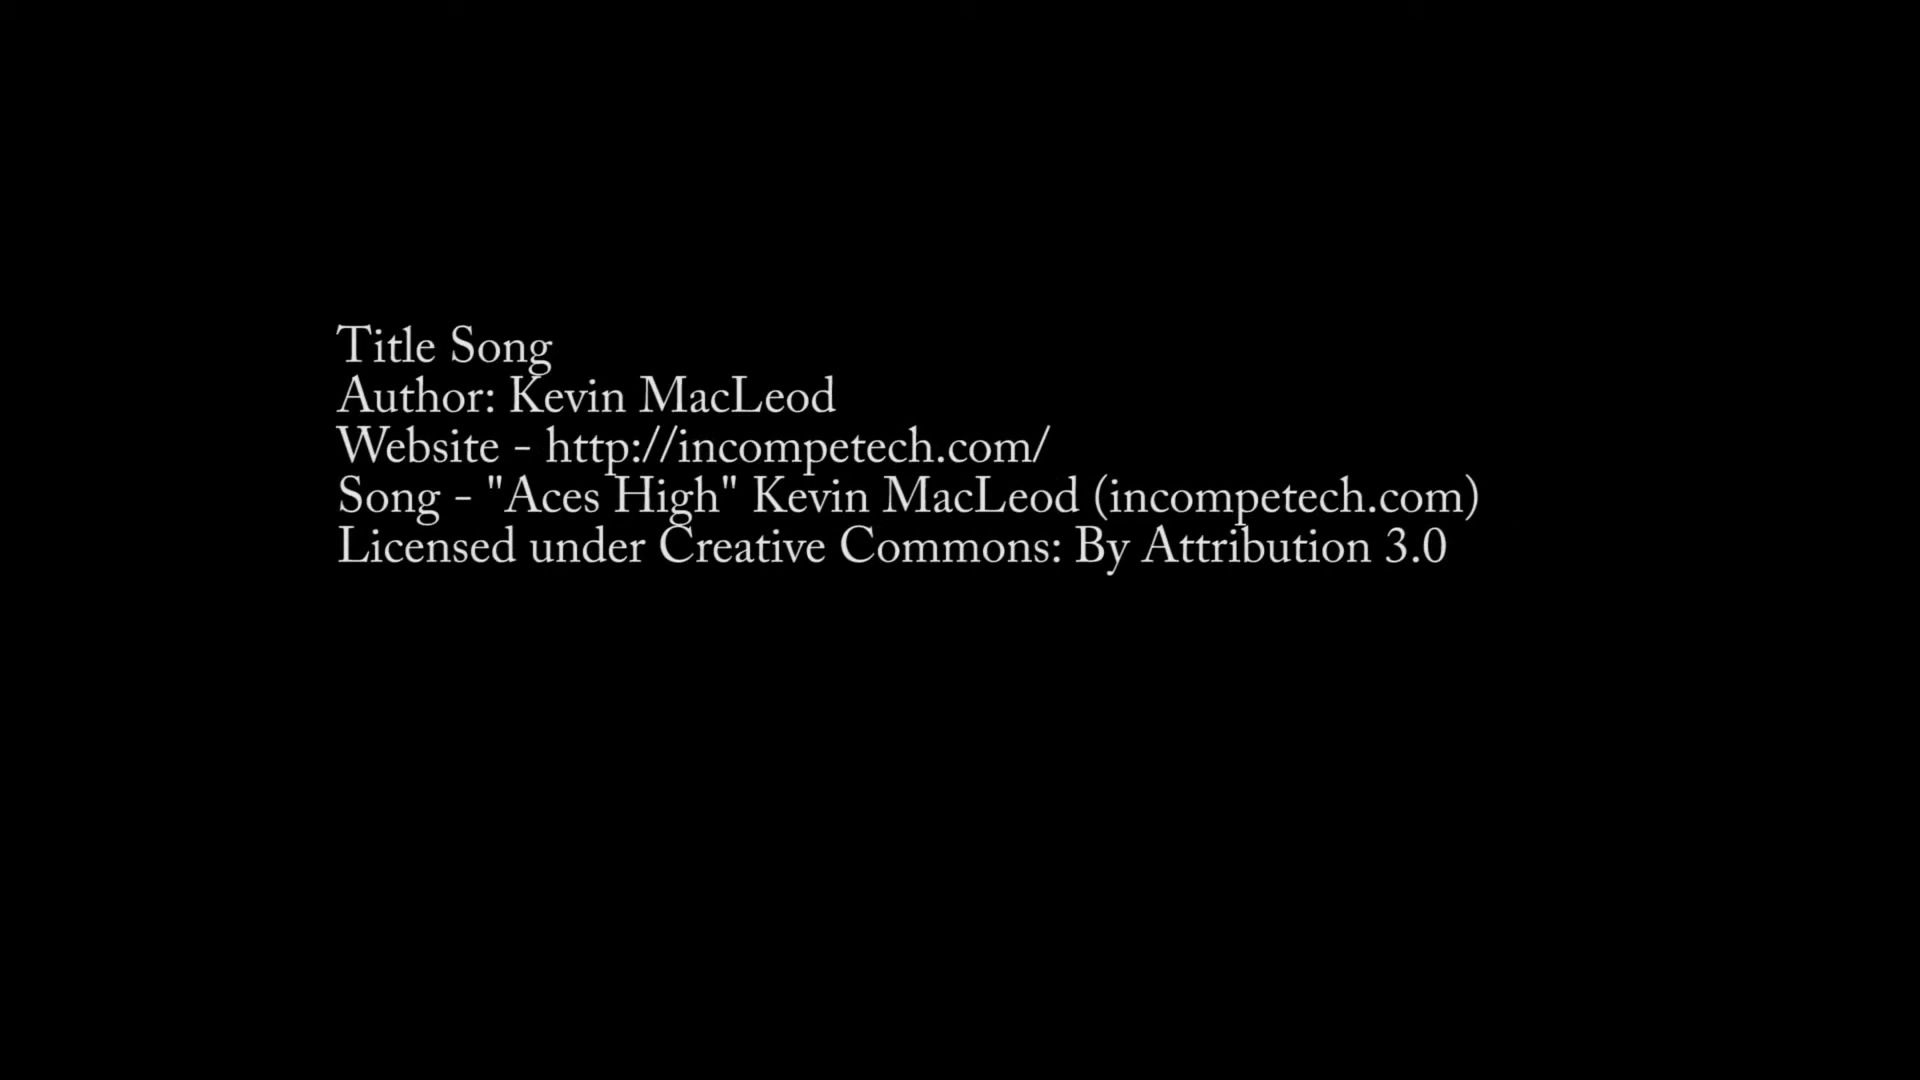 Title Song
Author: Kevin MacLeod
Website - http://incompetech.com/
Song - "Aces High" Kevin MacLeod (incompetech.com)
Licensed under Creative Commons: By Attribution 3.0